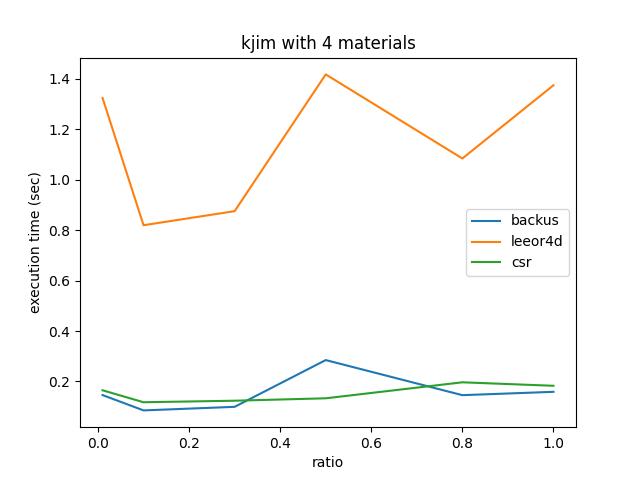 kjim with 4 materials
execution time (sec)
1.4
1.2
1.0
0.8
0.6
0.4
0.2
backus
leeor4d
csr
0.0 0.2 0.4 0.6 0.8 1.0
ratio